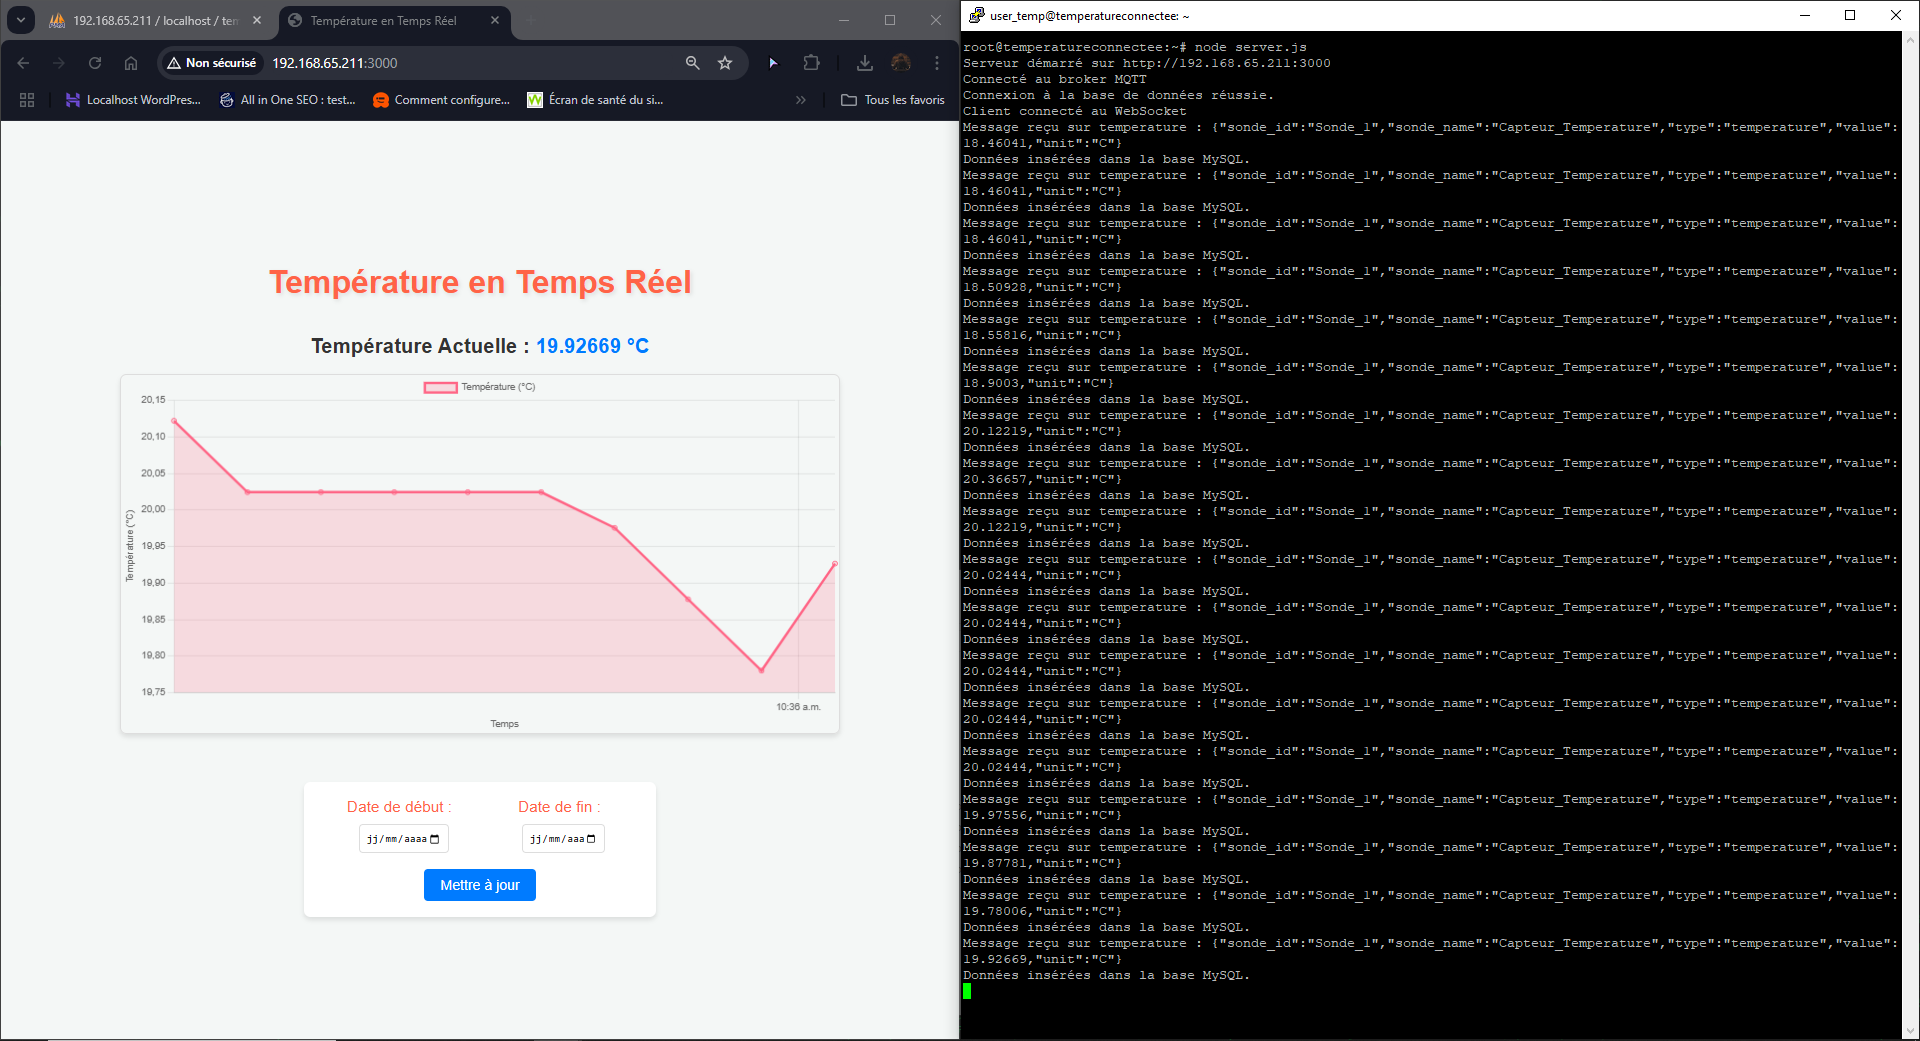 192.168.65.211 / localhost / ten
Température en Temps Réel
Non sécurisé
192.168.65.211:3000
Localhost WordPres...
All in One SEO : test...
Comment configure...
Écran de santé du si...
Tous les favoris
Température en Temps Réel
Température Actuelle : 19.92669 °C
Température (°C)
20,15
20,10
20,05
20,00
19,95
19,90
19,85
19,80
19,75
Température (°C)
10:36 a.m.
Temps
Date de début :
Date de fin :
jj/mm/aaaa
jj/mm/aaa
Mettre à jour
user_temp@temperatureconnectee: ~
root@temperatureconnectee:~# node server.js
Serveur démarré sur http://192.168.65.211:3000
Connecté au broker MQTT
Connexion à la base de données réussie.
Client connecté au WebSocket
Message reçu sur temperature : {"sonde_id":"Sonde_1","sonde_name":"Capteur_Temperature","type":"temperature","value":
18.46041,"unit":"C"}
Données insérées dans la base MySQL.
Message reçu sur temperature : {"sonde_id":"Sonde_1","sonde_name":"Capteur_Temperature","type":"temperature","value":
18.46041,"unit":"C"}
Données insérées dans la base MySQL.
Message reçu sur temperature : {"sonde_id":"Sonde_1","sonde_name":"Capteur_Temperature","type":"temperature","value":
18.46041,"unit":"C"}
Données insérées dans la base MySQL.
Message reçu sur temperature : {"sonde_id":"Sonde_1","sonde_name":"Capteur_Temperature","type":"temperature","value":
18.50928,"unit":"C"}
Données insérées dans la base MySQL.
Message reçu sur temperature : {"sonde_id":"Sonde_1","sonde_name":"Capteur_Temperature","type":"temperature","value":
18.55816,"unit":"C"}
Données insérées dans la base MySQL.
Message reçu sur temperature : {"sonde_id":"Sonde_1","sonde_name":"Capteur_Temperature","type":"temperature","value":
18.9003,"unit":"C"}
Données insérées dans la base MySQL.
Message reçu sur temperature : {"sonde_id":"Sonde_1","sonde_name":"Capteur_Temperature","type":"temperature","value":
20.12219,"unit":"C"}
Données insérées dans la base MySQL.
Message reçu sur temperature : {"sonde_id":"Sonde_1","sonde_name":"Capteur_Temperature","type":"temperature","value":
20.36657,"unit":"C"}
Données insérées dans la base MySQL.
Message reçu sur temperature : {"sonde_id":"Sonde_1","sonde_name":"Capteur_Temperature","type":"temperature","value":
20.12219,"unit":"C"}
Données insérées dans la base MySQL.
Message reçu sur temperature : {"sonde_id":"Sonde_1","sonde_name":"Capteur_Temperature","type":"temperature","value":
20.02444,"unit":"C"}
Données insérées dans la base MySQL.
Message reçu sur temperature : {"sonde_id":"Sonde_1","sonde_name":"Capteur_Temperature","type":"temperature","value":
20.02444,"unit":"C"}
Données insérées dans la base MySQL.
Message reçu sur temperature : {"sonde_id":"Sonde_1","sonde_name":"Capteur_Temperature","type":"temperature","value":
20.02444,"unit":"C"}
Données insérées dans la base MySQL.
Message reçu sur temperature : {"sonde_id":"Sonde_1","sonde_name":"Capteur_Temperature","type":"temperature","value":
20.02444,"unit":"C"}
Données insérées dans la base MySQL.
Message reçu sur temperature : {"sonde_id":"Sonde_1","sonde_name":"Capteur_Temperature","type":"temperature","value":
20.02444,"unit":"C"}
Données insérées dans la base MySQL.
Message reçu sur temperature : {"sonde_id":"Sonde_1","sonde_name":"Capteur_Temperature","type":"temperature","value":
19.97556,"unit":"C"}
Données insérées dans la base MySQL.
Message reçu sur temperature : {"sonde_id":"Sonde_1","sonde_name":"Capteur_Temperature","type":"temperature","value":
19.87781,"unit":"C"}
Données insérées dans la base MySQL.
Message reçu sur temperature : {"sonde_id":"Sonde_1","sonde_name":"Capteur_Temperature","type":"temperature","value":
19.78006,"unit":"C"}
Données insérées dans la base MySQL.
Message reçu sur temperature : {"sonde_id":"Sonde_1","sonde_name":"Capteur_Temperature","type":"temperature","value":
19.92669,"unit":"C"}
Données insérées dans la base MySQL.